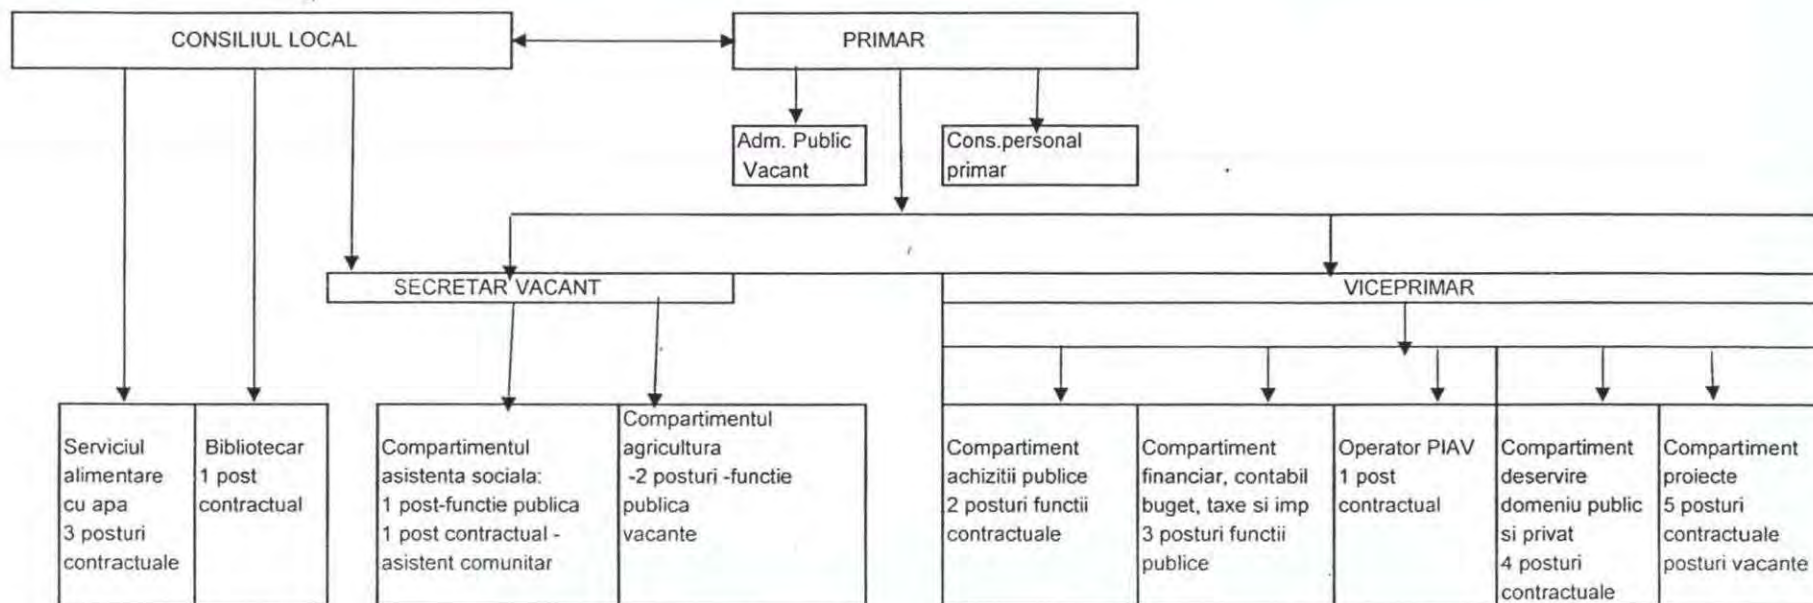 CONSILIUL LOCAL
PRIMAR
Adm. Public
Vacant
Cons.personal
primar
SECRETAR VACANT
VICEPRIMAR
Serviciul
alimentare
cu apa
3 posturi
contractuale
Bibliotecar
1 post
contractual
Compartimentul
asistenta sociala:
1 post-functie publica
1 post contractual -
asistent comunitar
Compartimentul
agricultura
-2 posturi -functie
publica
vacante
Compartiment
achizitii publice
2 posturi functii
contractuale
Compartiment
financiar, contabil
buget, taxe si imp
3 posturi functii
publice
Operator PIAV
1 post
contractual
Compartiment
deservire
domeniu public
si privat
4 posturi
contractuale
Compartiment
proiecte
5 posturi
contractuale
posturi vacante